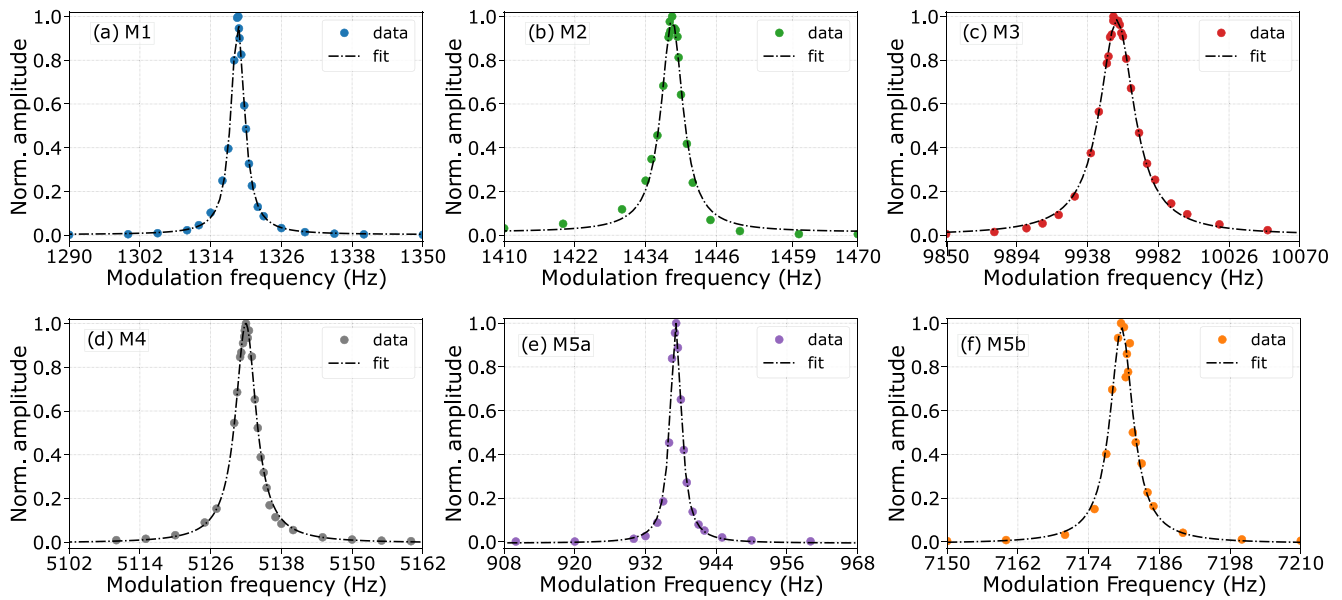 (a) M1
data
fit
Norm. amplitude
1.0
0.8
0.6
0.4
0.2
0.0
1290 1303 1314 1326 1338 1350
Modulation frequency (Hz)
(b) M2
data
fit
Norm. amplitude
1.0
0.8
0.6
0.4
0.2
0.0
1410 1422 1434 1446 1459 1470
Modulation frequency (Hz)
(c) M3
data
fit
Norm. amplitude
1.0
0.8
0.6
0.4
0.2
0.0
9850 9894 9938 9982 10026 10070
Modulation frequency (Hz)
(d) M4
data
fit
Norm. amplitude
1.0
0.8
0.6
0.4
0.2
0.0
5102 5114 5126 5138 5150 5162
Modulation frequency (Hz)
(e) M5a
data
fit
Norm. amplitude
1.0
0.8
0.6
0.4
0.2
0.0
908 920 932 944 956 968
Modulation Frequency (Hz)
(f) M5b
data
fit
Norm. amplitude
1.0
0.8
0.6
0.4
0.2
0.0
7150 7162 7174 7186 7198 7210
Modulation Frequency (Hz)